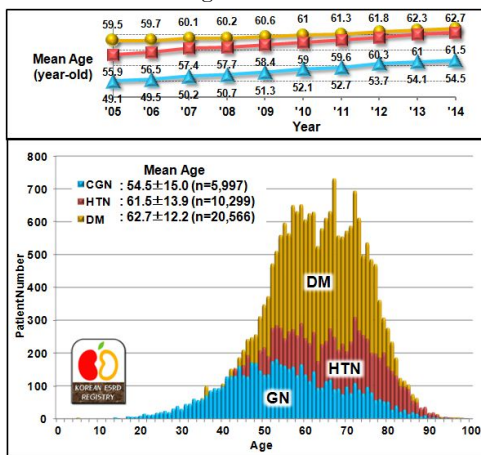 59.5 59.7 60.1 60.2 60.6 61 61.3 61.8 62.3 62.7
Mean Age
(year-old)
55.9 56.5 57.4 57.7 58.4 59 59.6 60.3 61 61.5
49.1 49.5 50.2 50.7 51.3 52.1 52.7 53.7 54.1 54.5
'05 '06 '07 '08 '09 '10 '11 '12 '13 '14
Year
800
700
600
500
400
300
200
100
0
PatientNumber
Mean Age
CGN : 54.5±15.0 (n=5,997)
HTN : 61.5±13.9 (n=10,299)
DM : 62.7±12.2 (n=20,566)
DM
HTN
GN
KOREAN ESRD
REGISTRY
0 10 20 30 40 50 60 70 80 90 100
Age